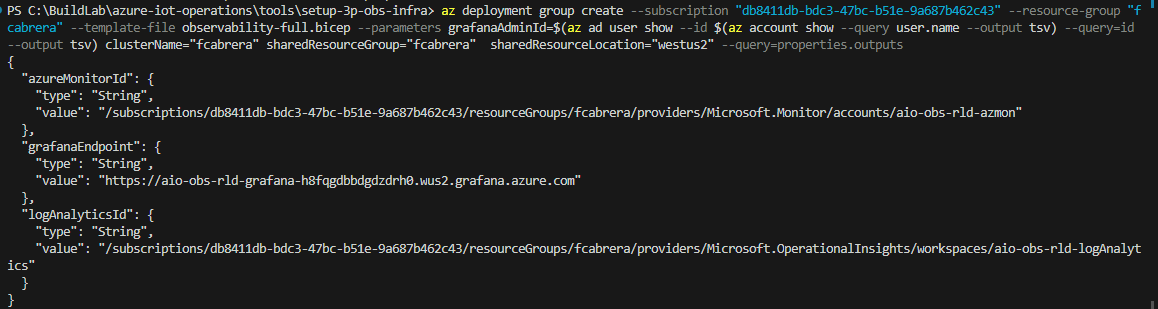 PS C:\BuildLab\azure-iot-operations\tools\setup-3p-obs-infra> az deployment group create --subscription "db8411db-bdc3-47bc-b51e-9a687b462c43" --resource-group "f
cabrera" --template-file observability-full.bicep --parameters grafanaAdminId=$(az ad user show --id $(az account show --query user.name --output tsv) --query=id
--output tsv) clusterName="fcabrera" sharedResourceGroup="fcabrera"  sharedResourceLocation="westus2" --query=properties.outputs
{
  "azureMonitorId": {
    "type": "String",
    "value": "/subscriptions/db8411db-bdc3-47bc-b51e-9a687b462c43/resourceGroups/fcabrera/providers/Microsoft.Monitor/accounts/aio-obs-rld-azmon"
  },
  "grafanaEndpoint": {
    "type": "String",
    "value": "https://aio-obs-rld-grafana-h8fqgdbbdgdzdrh0.wus2.grafana.azure.com"
  },
  "logAnalyticsId": {
    "type": "String",
    "value": "/subscriptions/db8411db-bdc3-47bc-b51e-9a687b462c43/resourceGroups/fcabrera/providers/Microsoft.OperationalInsights/workspaces/aio-obs-rld-logAnalyt
ics"
  }
}